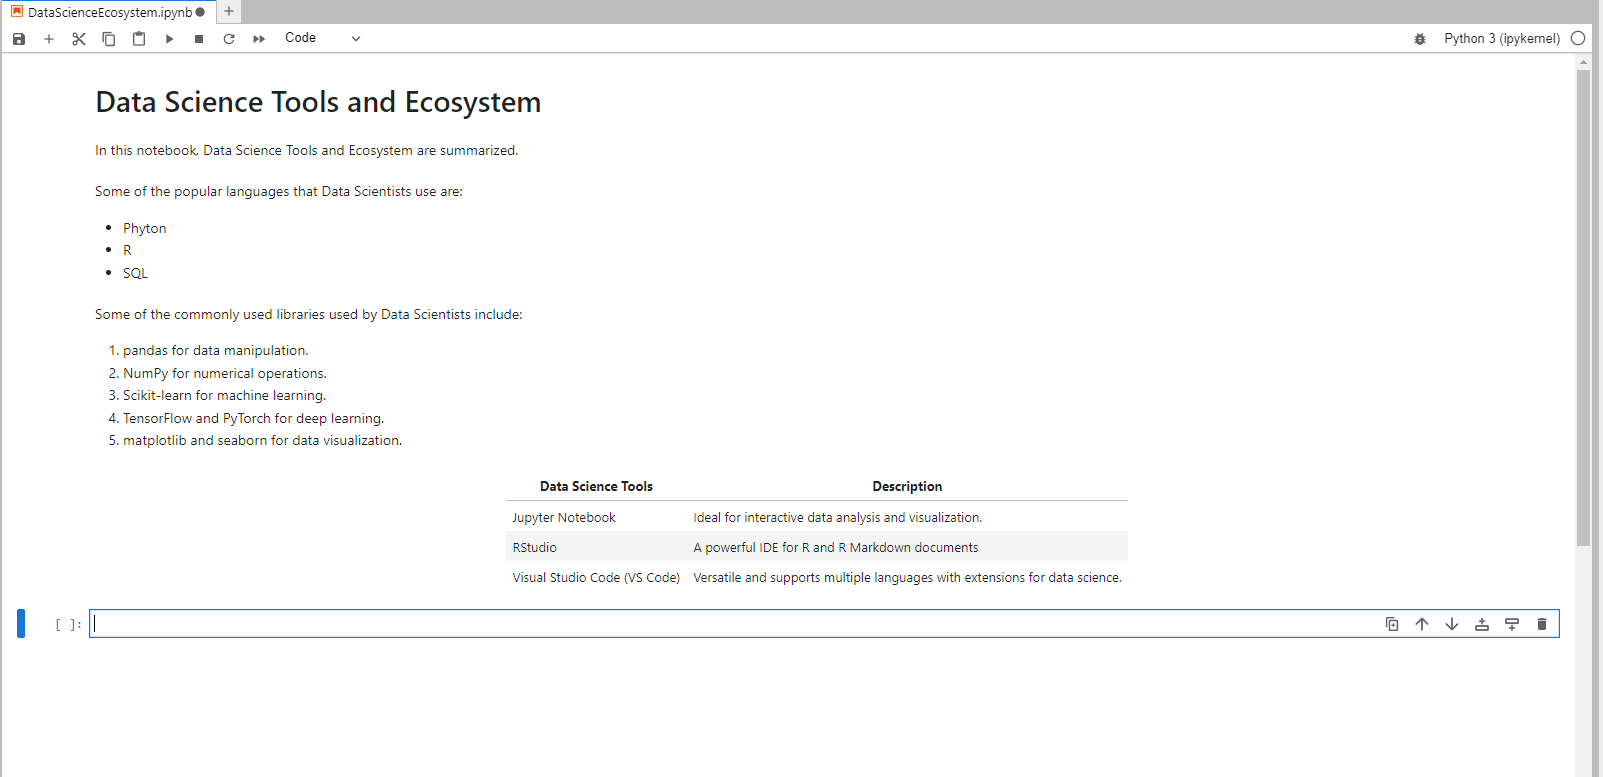 DataScienceEcosystem.ipynb
Code
Python 3 (ipykernel)
Data Science Tools and Ecosystem
In this notebook, Data Science Tools and Ecosystem are summarized.
Some of the popular languages that Data Scientists use are:
• Phyton
• R
• SQL
Some of the commonly used libraries used by Data Scientists include:
1. pandas for data manipulation.
2. NumPy for numerical operations.
3. Scikit-learn for machine learning.
4. TensorFlow and PyTorch for deep learning.
5. matplotlib and seaborn for data visualization.
Data Science Tools Description
Jupyter Notebook Ideal for interactive data analysis and visualization.
RStudio A powerful IDE for R and R Markdown documents
Visual Studio Code (VS Code) Versatile and supports multiple languages with extensions for data science.
[ ]: